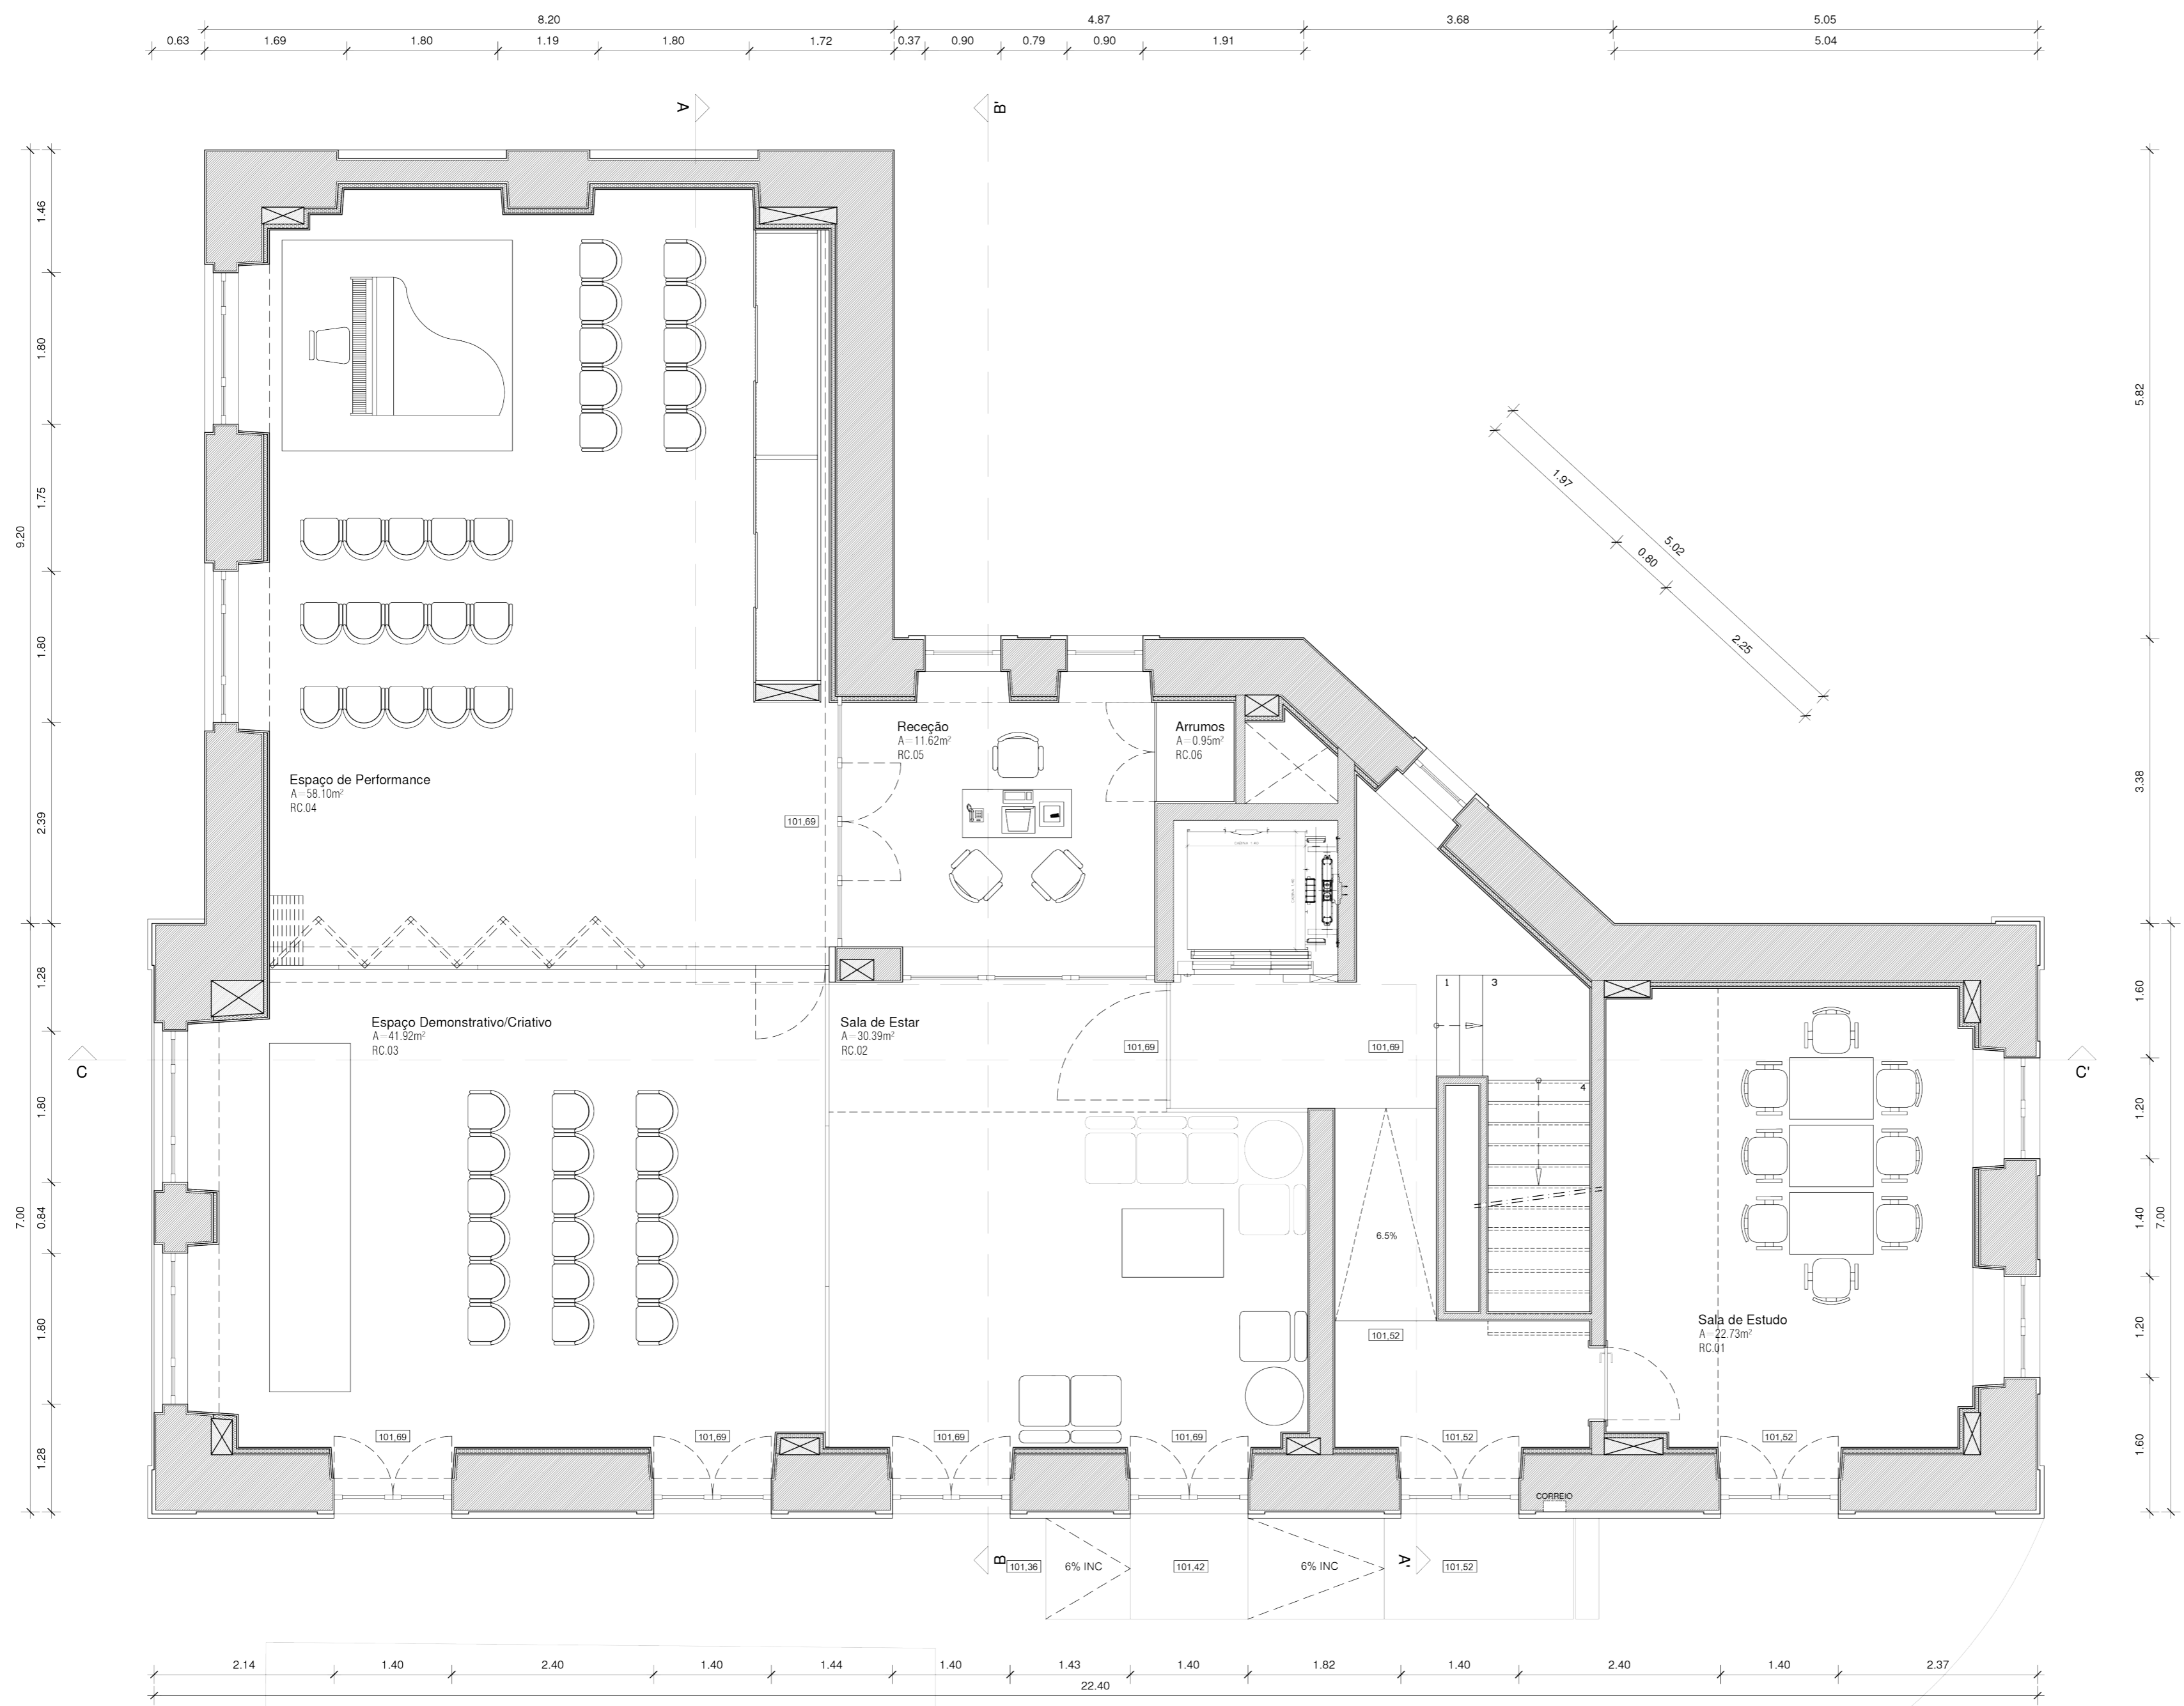 8.20
4.87
3.68
5.05
0.63
1.69
1.80
1.19
1.80
1.72
0.37
0.90
0.79
0.90
1.91
5.04
A
B'
1.46
1.80
1.75
9.20
1.80
2.39
5.82
3.38
1.97
0.80
5.02
2.25
Receção
A=11.62m²
RC.05
Arrumos
A=0.95m²
RC.06
Espaço de Performance
A=58.10m²
RC.04
101,69
1
3
Espaço Demonstrativo/Criativo
A=41.92m²
RC.03
Sala de Estar
A=30.39m²
RC.02
101,69
101,69
C
C'
4
1.28
1.80
0.84
7.00
1.80
1.28
1.60
1.20
1.40
7.00
1.20
1.60
6.5%
101,52
Sala de Estudo
A=22.73m²
RC.01
101,69
101,69
101,69
101,69
101,52
101,52
CORREIO
B
101,36
6% INC
101,42
6% INC
A'
101,52
2.14
1.40
2.40
1.40
1.44
1.40
1.43
1.40
1.82
1.40
2.40
1.40
2.37
22.40